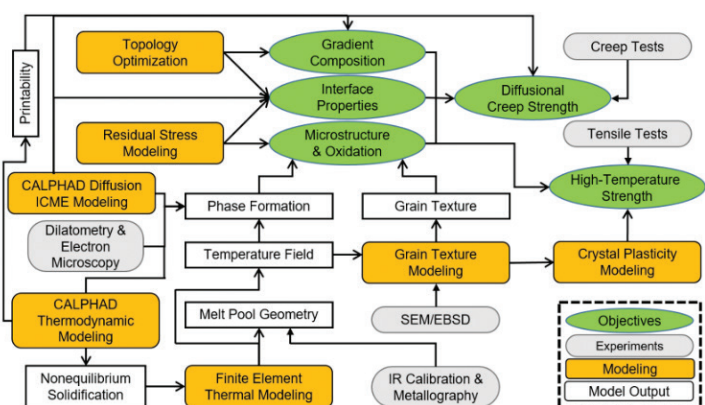 Topology
Optimization
Gradient
Composition
Creep Tests
Printability
Interface
Properties
Diffusional
Creep Strength
Residual Stress
Modeling
Microstructure
& Oxidation
Tensile Tests
CALPHAD Diffusion
ICME Modeling
Phase Formation
Grain Texture
High-Temperature
Strength
Dilatometry &
Electron
Microscopy
Temperature Field
Grain Texture
Modeling
Crystal Plasticity
Modeling
CALPHAD
Thermodynamic
Modeling
Melt Pool Geometry
SEM/EBSD
Nonequilibrium
Solidification
Finite Element
Thermal Modeling
IR Calibration &
Metallography
Objectives
Experiments
Modeling
Model Output